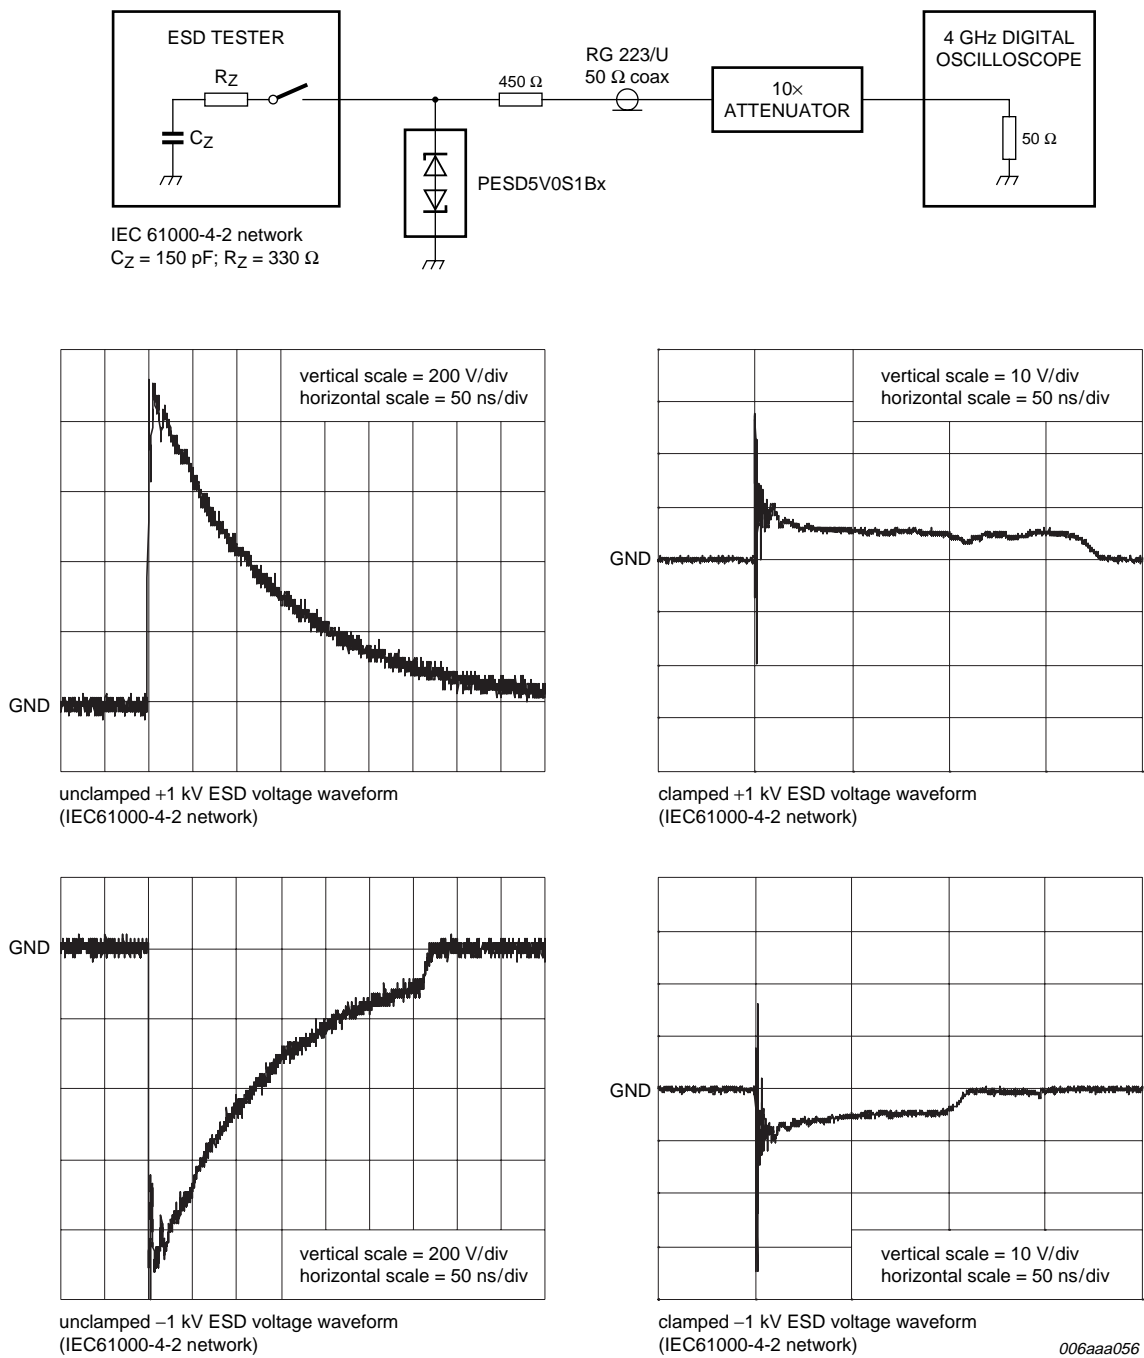 ESD TESTER
RZ
CZ
IEC 61000-4-2 network
CZ = 150 pF; RZ = 330 Ω
450 Ω
RG 223/U
50 Ω coax
PESD5V0S1Bx
10×
ATTENUATOR
4 GHz DIGITAL
OSCILLOSCOPE
50 Ω
vertical scale = 200 V/div
horizontal scale = 50 ns/div
GND
unclamped +1 kV ESD voltage waveform
(IEC61000-4-2 network)
vertical scale = 10 V/div
horizontal scale = 50 ns/div
GND
clamped +1 kV ESD voltage waveform
(IEC61000-4-2 network)
GND
vertical scale = 200 V/div
horizontal scale = 50 ns/div
unclamped −1 kV ESD voltage waveform
(IEC61000-4-2 network)
GND
vertical scale = 10 V/div
horizontal scale = 50 ns/div
clamped −1 kV ESD voltage waveform
(IEC61000-4-2 network)
006aaa056